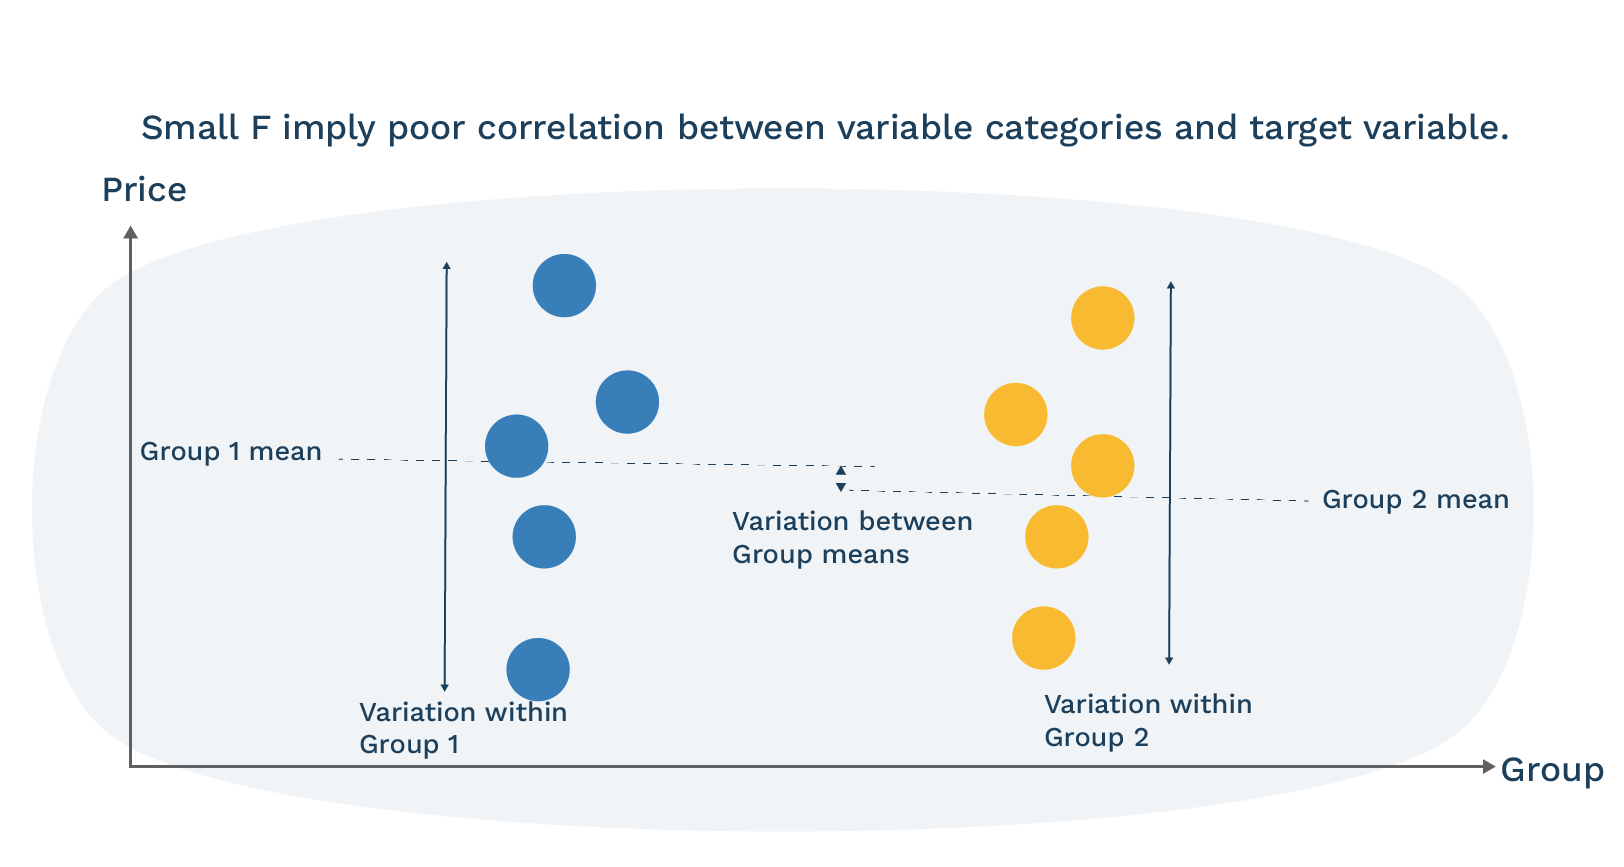 Small F imply poor correlation between variable categories and target variable.
Price
Group 1 mean
Group 2 mean
Variation between
Group means
Variation within
Group 1
Variation within
Group 2
Group